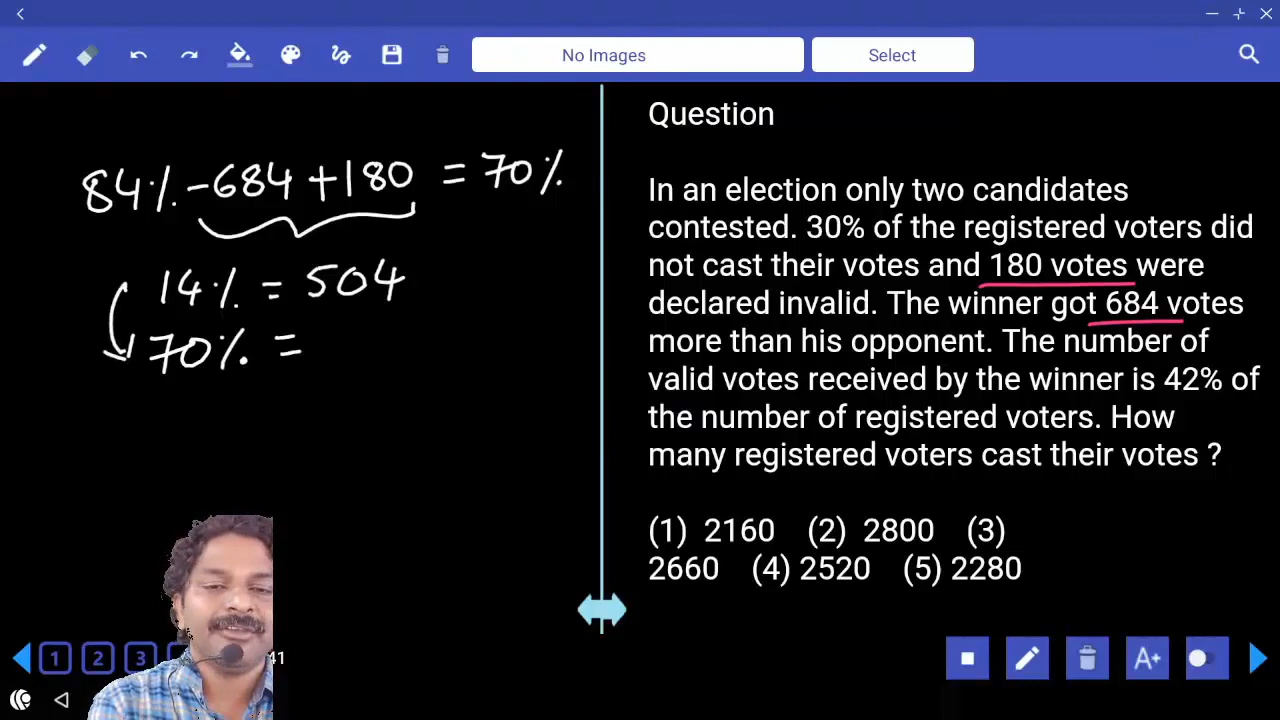 No Images
Select
84% -684 +180 = 70%
14% = 504
70% =
Question
In an election only two candidates
contested. 30% of the registered voters did
not cast their votes and 180 votes were
declared invalid. The winner got 684 votes
more than his opponent. The number of
valid votes received by the winner is 42% of
the number of registered voters. How
many registered voters cast their votes ?
(1) 2160 (2) 2800 (3)
2660 (4) 2520 (5) 2280
1 2 3 41
A+